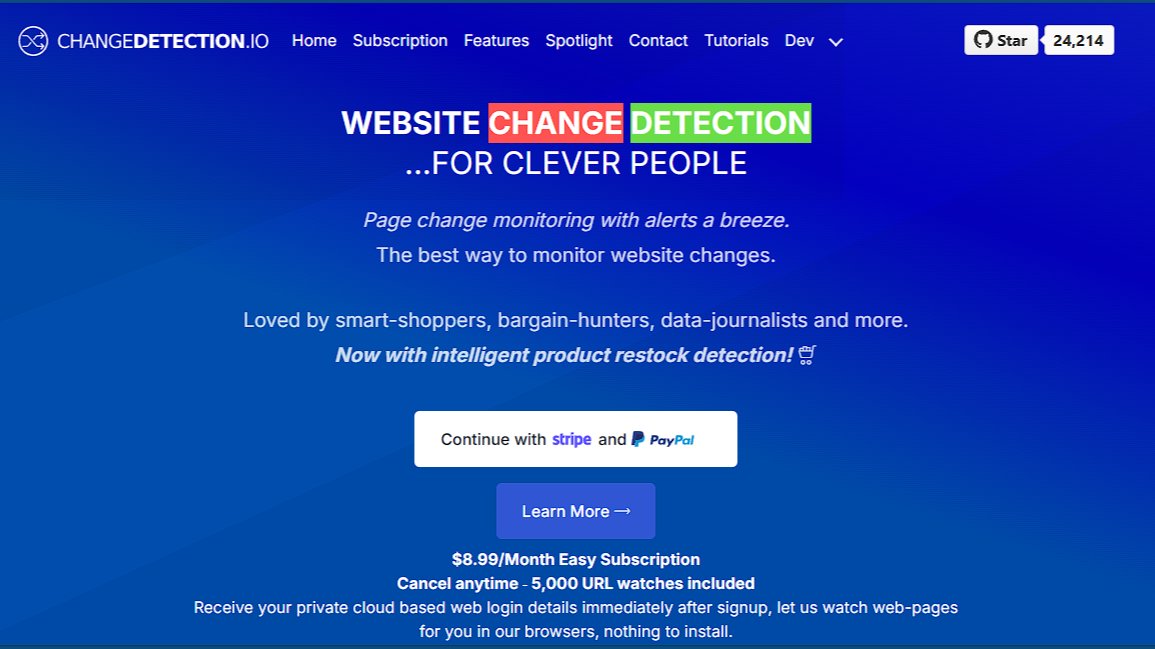 CHANGEDETECTION.IO Home Subscription Features Spotlight Contact Tutorials Dev Star 24,214
WEBSITE CHANGE DETECTION
...FOR CLEVER PEOPLE
Page change monitoring with alerts a breeze.
The best way to monitor website changes.
Loved by smart-shoppers, bargain-hunters, data-journalists and more.
Now with intelligent product restock detection!
Continue with stripe and PayPal
Learn More →
$8.99/Month Easy Subscription
Cancel anytime - 5,000 URL watches included
Receive your private cloud based web login details immediately after signup, let us watch web-pages
for you in our browsers, nothing to install.